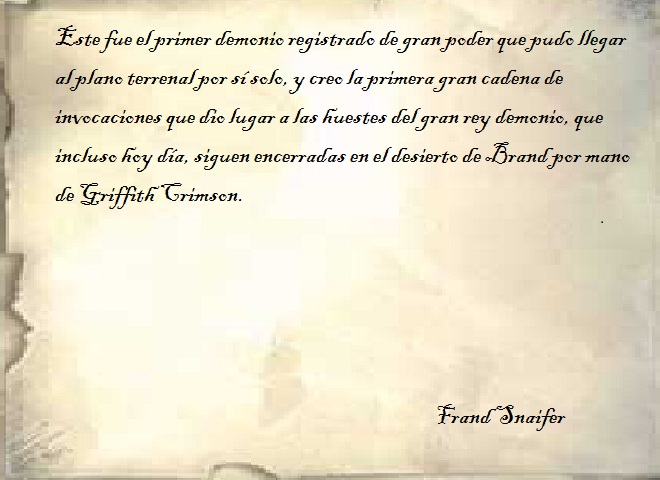 Este fue el primer demonio registrado de gran poder que pudo llegar
al plano terrenal por sí solo, y creo la primera gran cadena de
invocaciones que dio lugar a las huestes del gran rey demonio, que
incluso hoy día, siguen encerradas en el desierto de Brand por mano
de Griffith Crimson.
.
Frand Snaifer